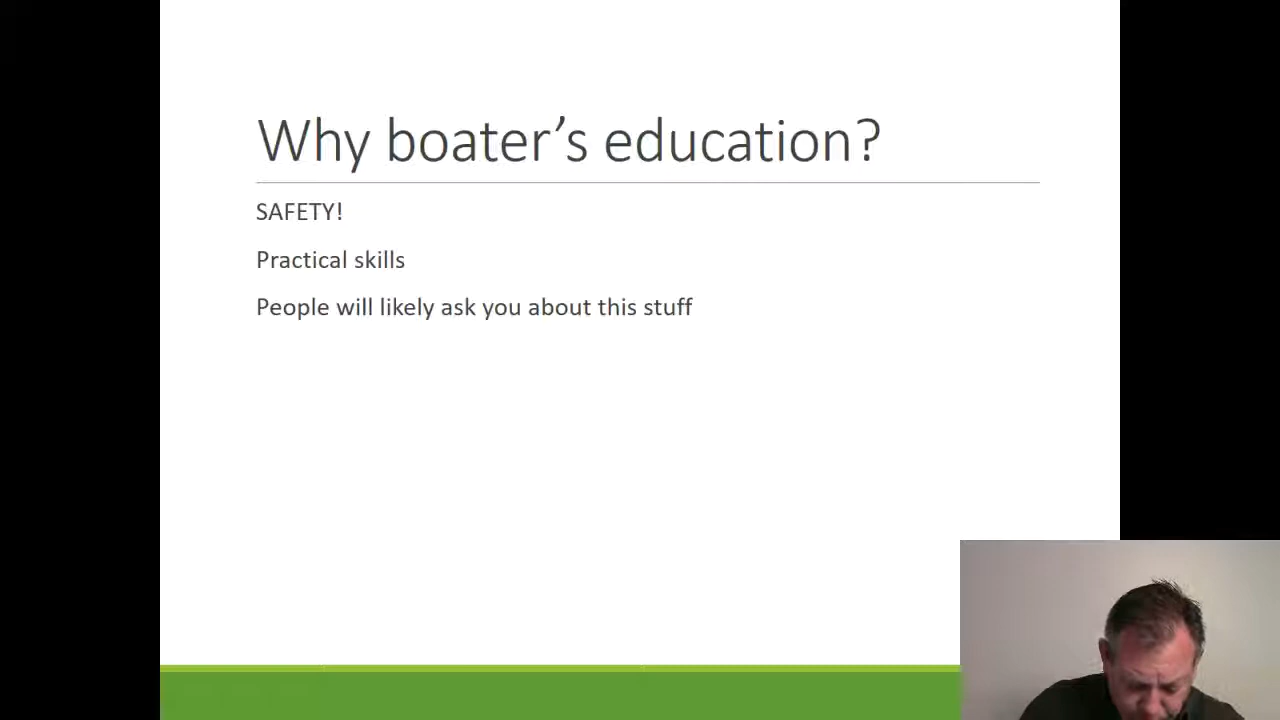 Why boater’s education?
SAFETY!
Practical skills
People will likely ask you about this stuff